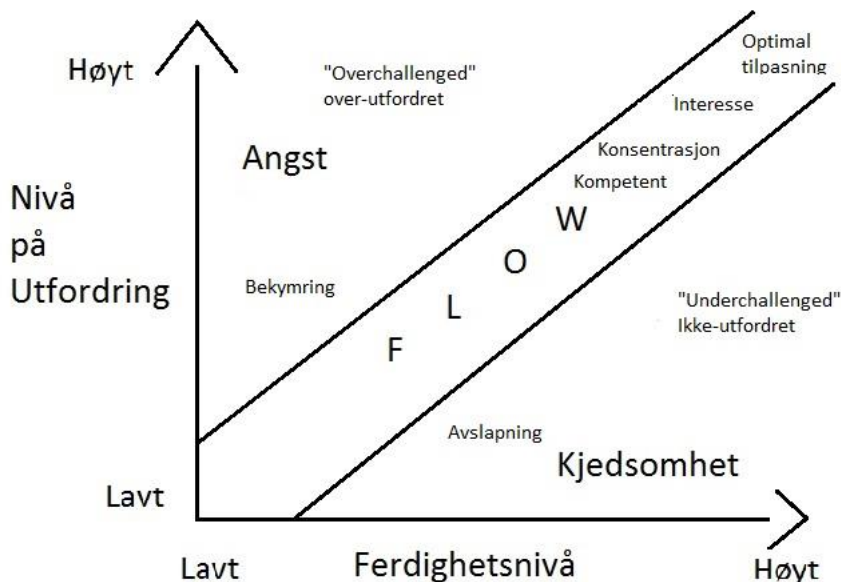 Høyt
"Overchallenged"
over-utfordret
Optimal
tilpasning
Interesse
Angst
Konsentrasjon
Kompetent
Nivå
på
Utfordring
W
O
L
F
Bekymring
"Underchallenged"
Ikke-utfordret
Avslapning
Kjedsomhet
Lavt
Lavt
Ferdighetsnivå
Høyt